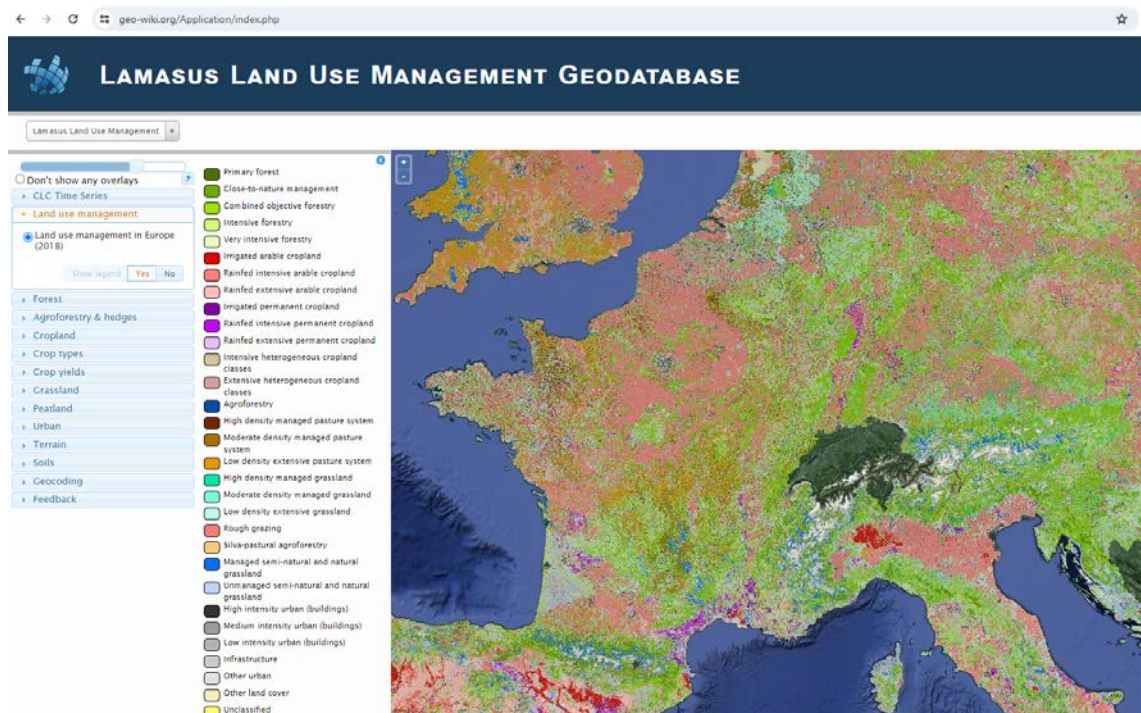 geo-wiki.org/Application/index.php
LAMASUS LAND USE MANAGEMENT GEODATABASE
Lamasus Land Use Management
Don't show any overlays
CLC Time Series
Land use management
Land use management in Europe
(2018)
Show legend Yes No
Forest
Agroforestry & hedges
Cropland
Crop types
Crop yields
Grassland
Peatland
Urban
Terrain
Soils
Geocoding
Feedback
Primary forest
Close-to-nature management
Combined objective forestry
Intensive forestry
Very intensive forestry
Irrigated arable cropland
Rainfed intensive arable cropland
Rainfed extensive arable cropland
Irrigated permanent cropland
Rainfed intensive permanent cropland
Rainfed extensive permanent cropland
Intensive heterogeneous cropland
classes
Extensive heterogeneous cropland
classes
Agroforestry
High density managed pasture system
Moderate density managed pasture
system
Low density extensive pasture system
High density managed grassland
Moderate density managed grassland
Low density extensive grassland
Rough grazing
Silva-pastural agroforestry
Managed semi-natural and natural
grassland
Unmanaged semi-natural and natural
grassland
High intensity urban (buildings)
Medium intensity urban (buildings)
Low intensity urban (buildings)
Infrastructure
Other urban
Other land cover
Unclassified